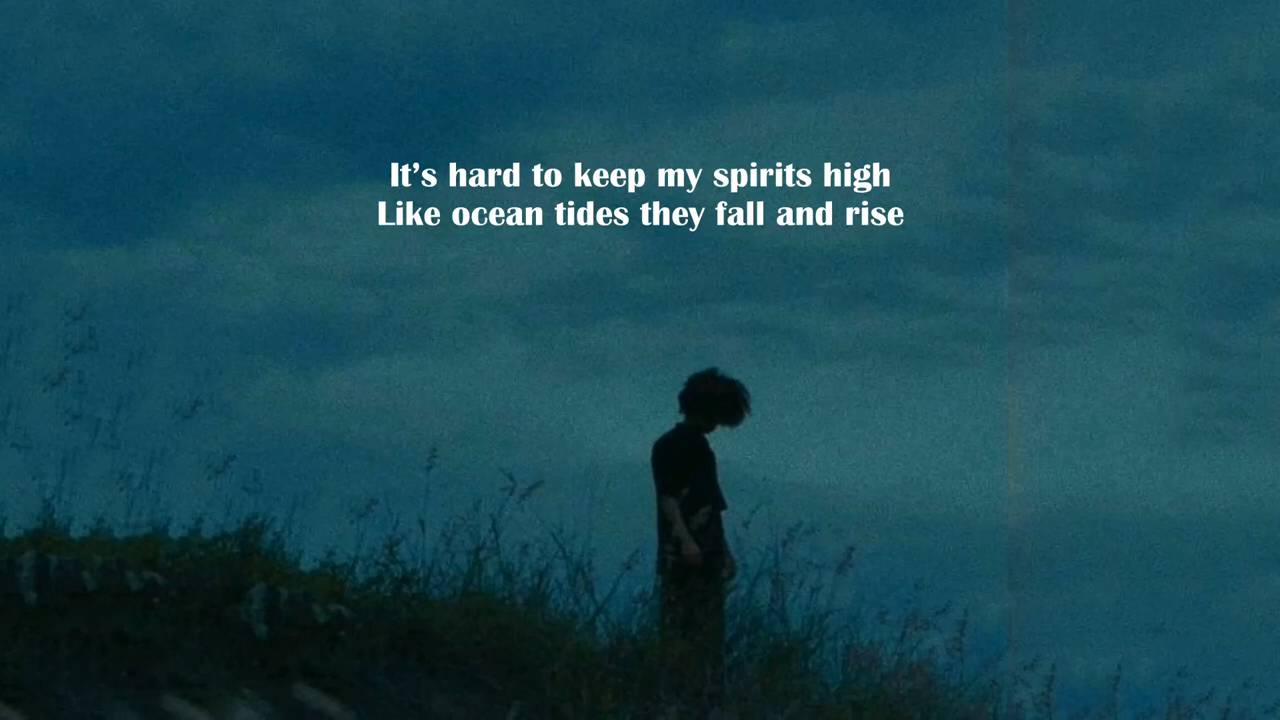 It’s hard to keep my spirits high
Like ocean tides they fall and rise